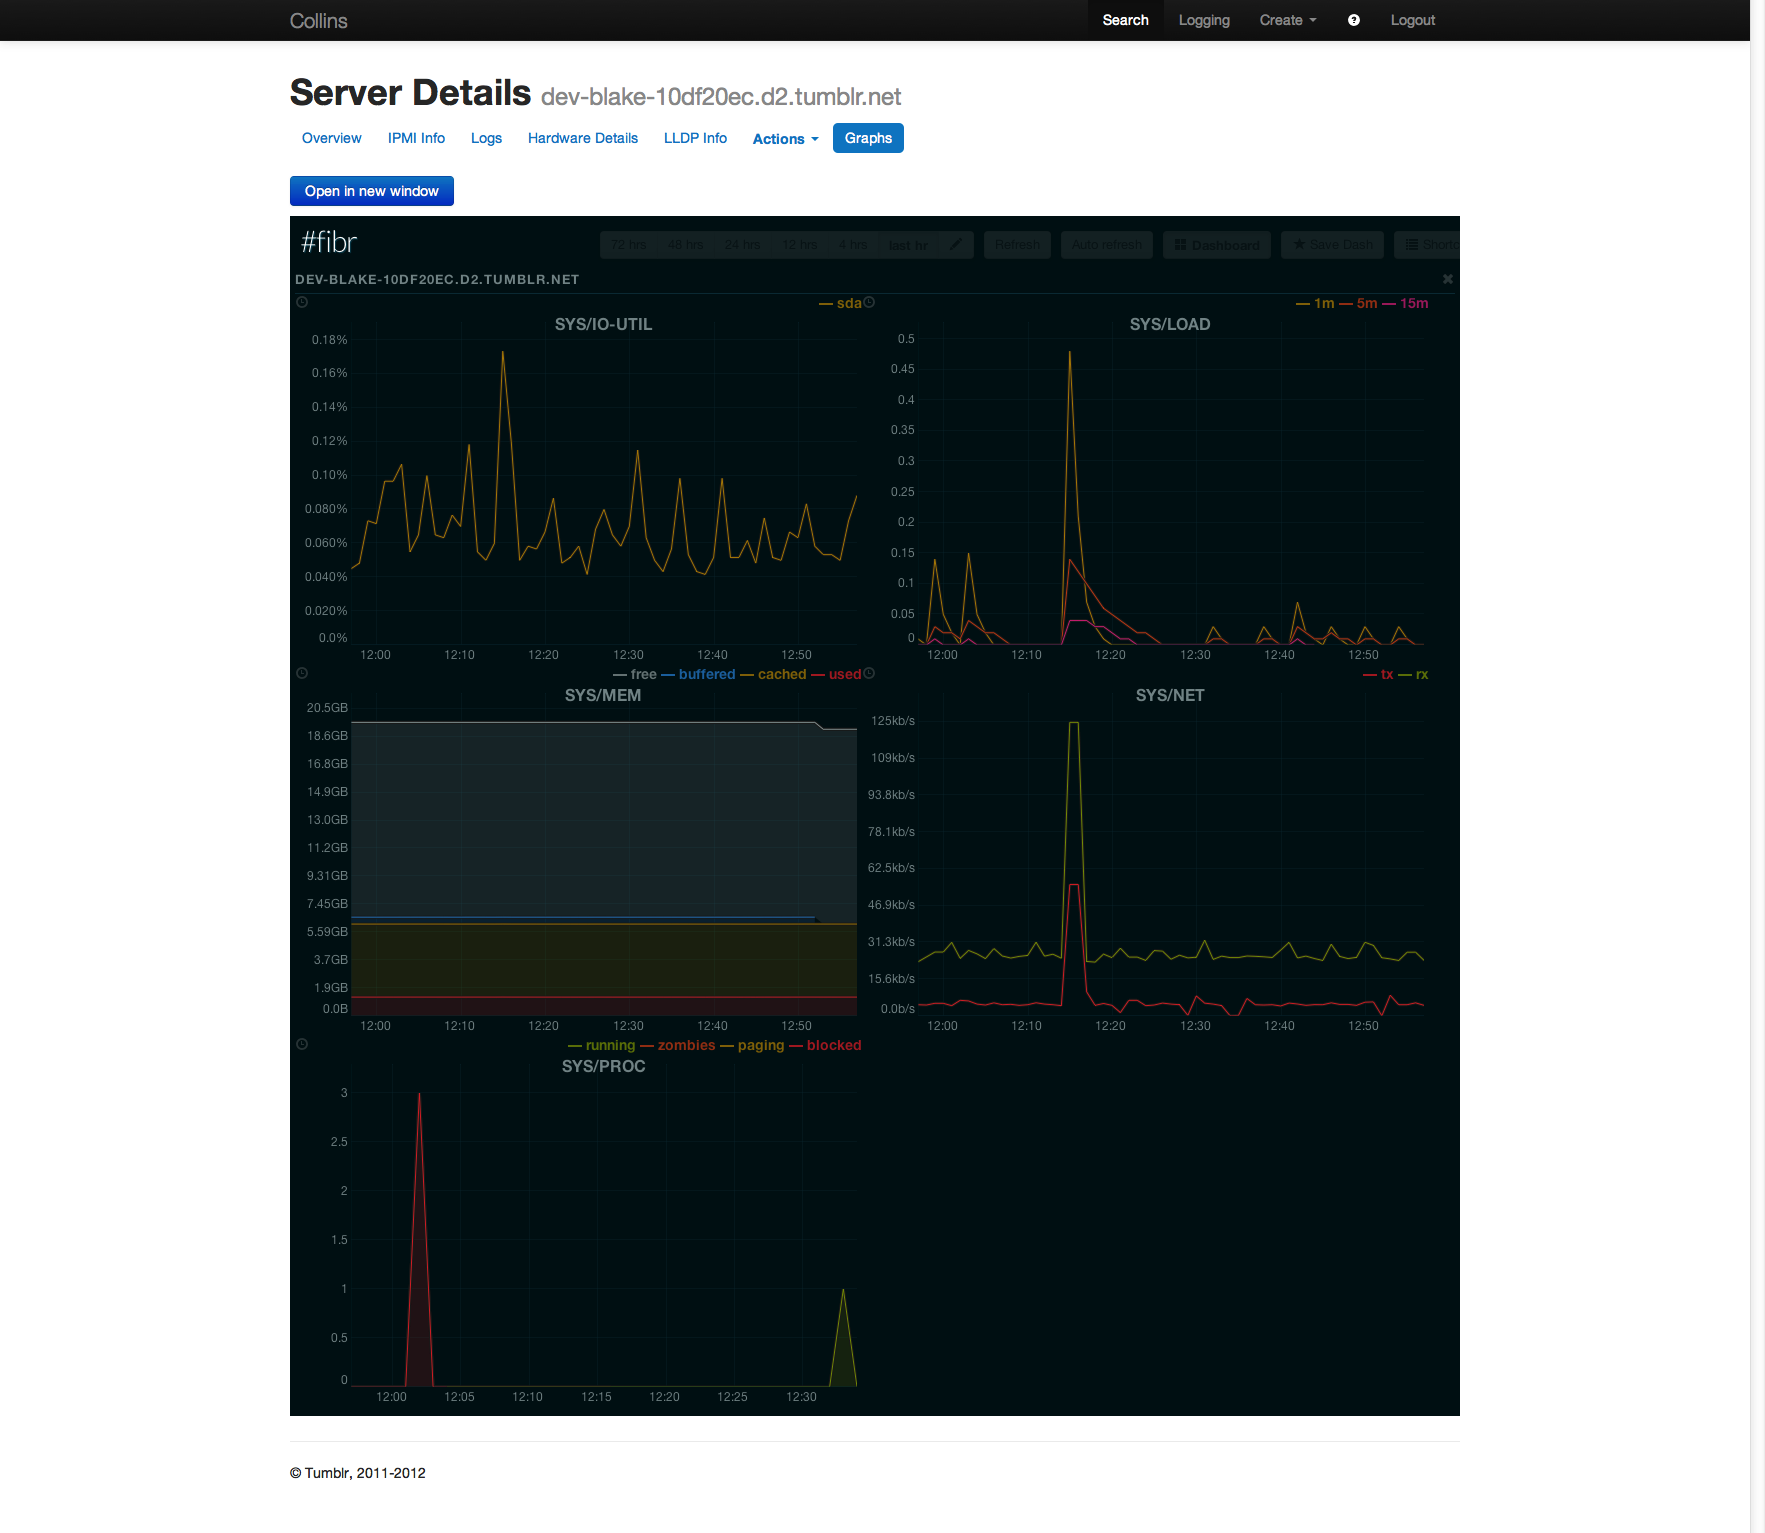 Collins Search Logging Create ? Logout
Server Details dev-blake-10df20ec.d2.tumblr.net
Overview IPMI Info Logs Hardware Details LLDP Info Actions Graphs
Open in new window
#fibr 72 hrs 48 hrs 24 hrs 12 hrs 4 hrs last hr Refresh Auto refresh Dashboard Save Dash
DEV-BLAKE-10DF20EC.D2.TUMBLR.NET
sda
SYS/IO-UTIL
0.18%
0.16%
0.14%
0.12%
0.10%
0.080%
0.060%
0.040%
0.020%
0.0%
12:00 12:10 12:20 12:30 12:40 12:50
1m 5m 15m
SYS/LOAD
0.5
0.45
0.4
0.35
0.3
0.25
0.2
0.15
0.1
0.05
0
12:00 12:10 12:20 12:30 12:40 12:50
free buffered cached used
SYS/MEM
20.5GB
18.6GB
16.8GB
14.9GB
13.0GB
11.2GB
9.31GB
7.45GB
5.59GB
3.7GB
1.9GB
0.0B
12:00 12:10 12:20 12:30 12:40 12:50
tx rx
SYS/NET
125kb/s
109kb/s
93.8kb/s
78.1kb/s
62.5kb/s
46.9kb/s
31.3kb/s
15.6kb/s
0.0b/s
12:00 12:10 12:20 12:30 12:40 12:50
running zombies paging blocked
SYS/PROC
3
2.5
2
1.5
1
0.5
0
12:00 12:05 12:10 12:15 12:20 12:25 12:30
© Tumblr, 2011-2012